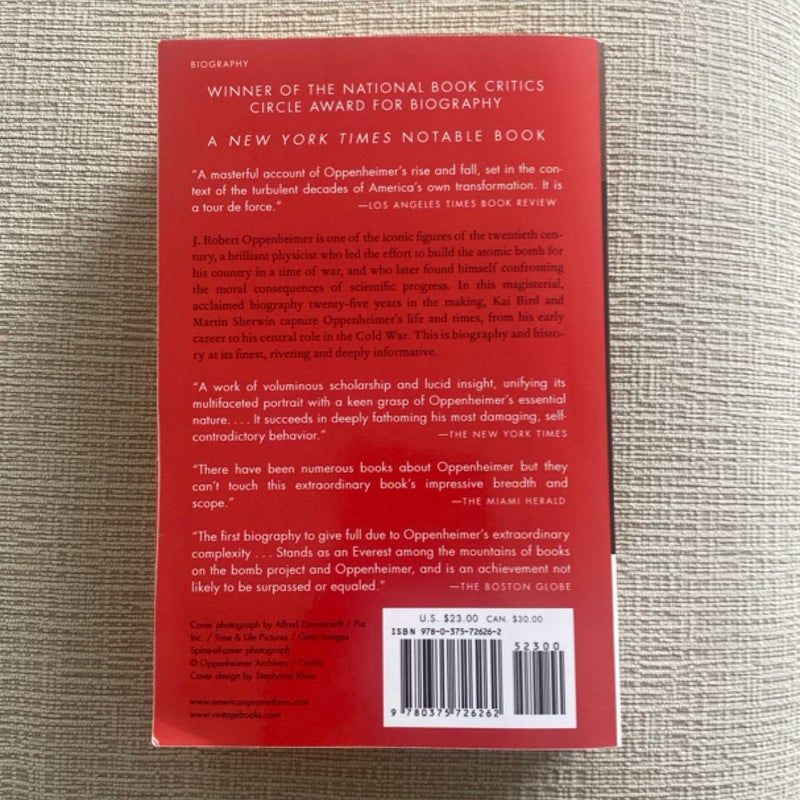 BIOGRAPHY
WINNER OF THE NATIONAL BOOK CRITICS
CIRCLE AWARD FOR BIOGRAPHY
A NEW YORK TIMES NOTABLE BOOK
"A masterful account of Oppenheimer's rise and fall, set in the con-
text of the turbulent decades of America's own transformation. It is
a tour de force." —LOS ANGELES TIMES BOOK REVIEW
J. Robert Oppenheimer is one of the iconic figures of the twentieth cen-
tury, a brilliant physicist who led the effort to build the atomic bomb for
his country in a time of war, and who later found himself confronting
the moral consequences of scientific progress. In this magisterial,
acclaimed biography twenty-five years in the making, Kai Bird and
Martin Sherwin capture Oppenheimer's life and times, from his early
career to his central role in the Cold War. This is biography and histo-
ry at its finest, riveting and deeply informative.
"A work of voluminous scholarship and lucid insight, unifying its
multifaceted portrait with a keen grasp of Oppenheimer's essential
nature. . . . It succeeds in deeply fathoming his most damaging, self-
contradictory behavior." —THE NEW YORK TIMES
"There have been numerous books about Oppenheimer but they
can't touch this extraordinary book's impressive breadth and
scope." —THE MIAMI HERALD
"The first biography to give full due to Oppenheimer's extraordinary
complexity . . . Stands as an Everest among the mountains of books
on the bomb project and Oppenheimer, and is an achievement not
likely to be surpassed or equaled." —THE BOSTON GLOBE
Cover photograph by Alfred Eisenstaedt / Pix
Inc. / Time & Life Pictures / Getty Images
Spine-of-cover photograph
© Oppenheimer Archives / Corbis
Cover design by Stephanie Kloss
www.americanprometheus.com
www.vintagebooks.com
U.S. $23.00 CAN. $30.00
ISBN 978-0-375-72626-2
52300
9 780375 726262